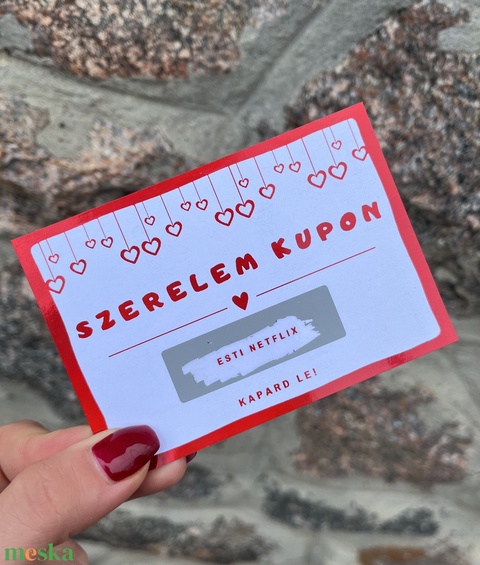 SZERELEM KUPON
ESTI NETFLIX
KAPARD LE!
meska